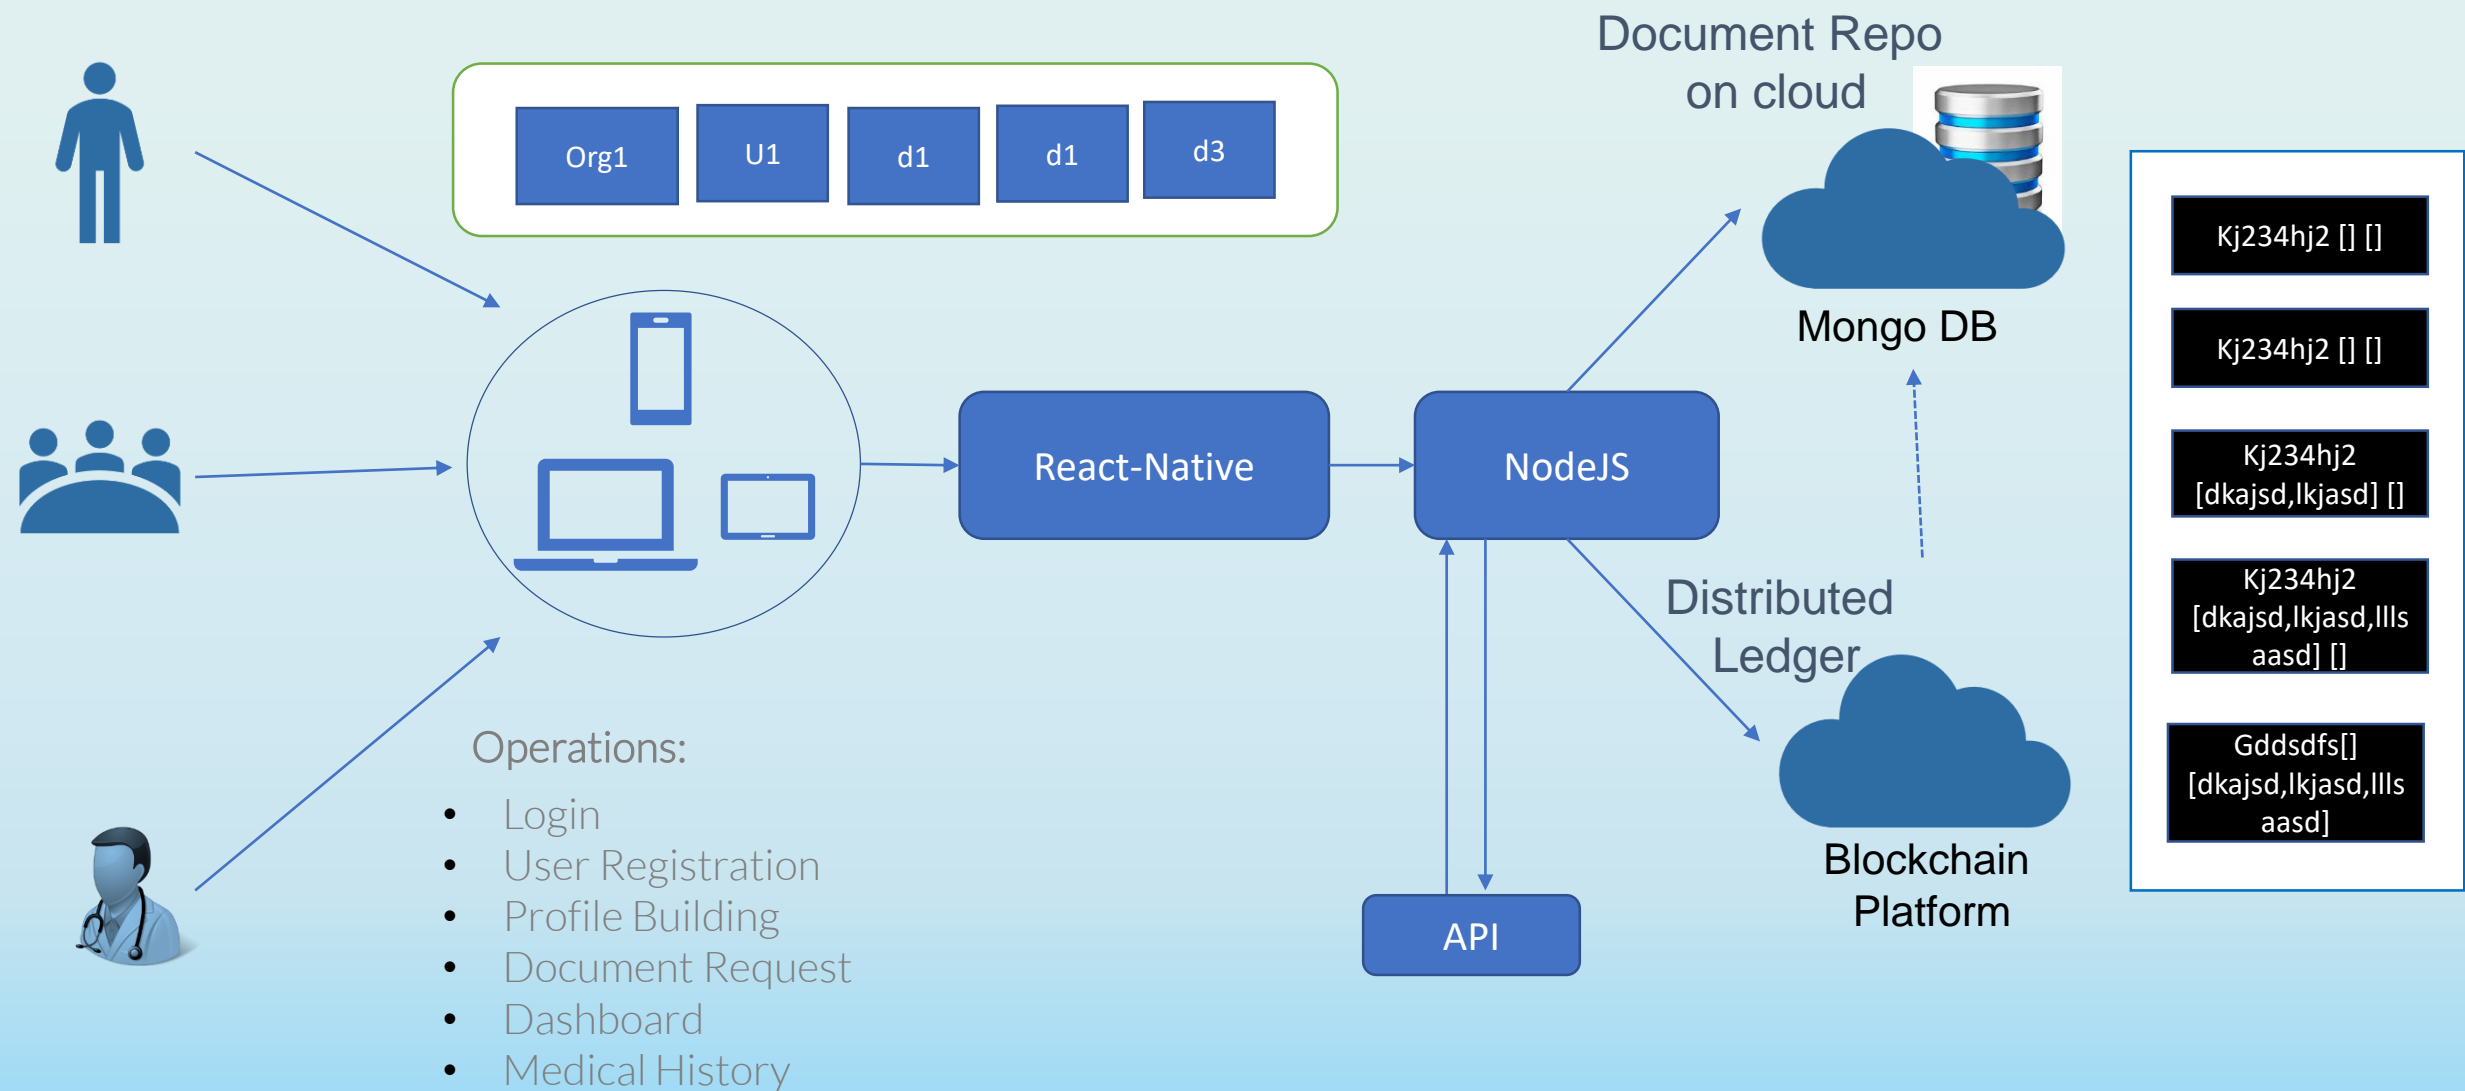 Document Repo
on cloud
Org1
U1
d1
d1
d3
Mongo DB
React-Native
NodeJS
Distributed
Ledger
API
Blockchain
Platform
Operations:
• Login
• User Registration
• Profile Building
• Document Request
• Dashboard
• Medical History
Kj234hj2 [] []
Kj234hj2 [] []
Kj234hj2
[dkajsd,lkjasd] []
Kj234hj2
[dkajsd,lkjasd,llls
aasd] []
Gddsdfs[]
[dkajsd,lkjasd,llls
aasd]